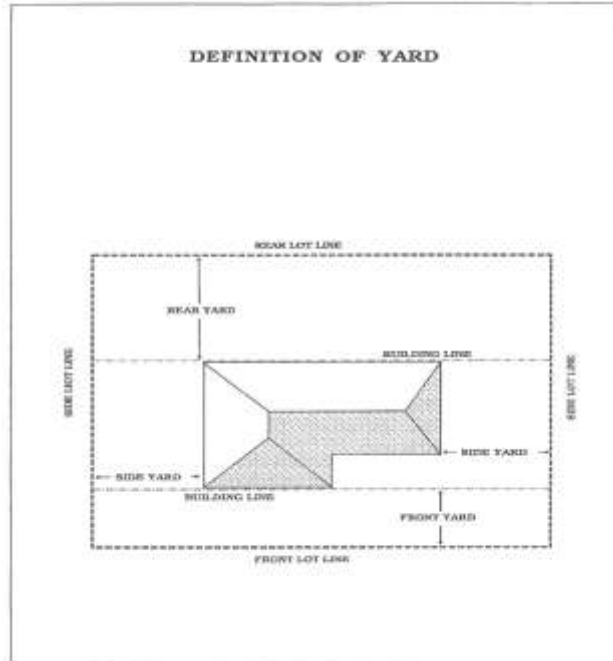 DEFINITION OF YARD
REAR LOT LINE
REAR YARD
BUILDING LINE
SIDE LOT LINE
SIDE LOT LINE
SIDE YARD
SIDE YARD
BUILDING LINE
FRONT YARD
FRONT LOT LINE